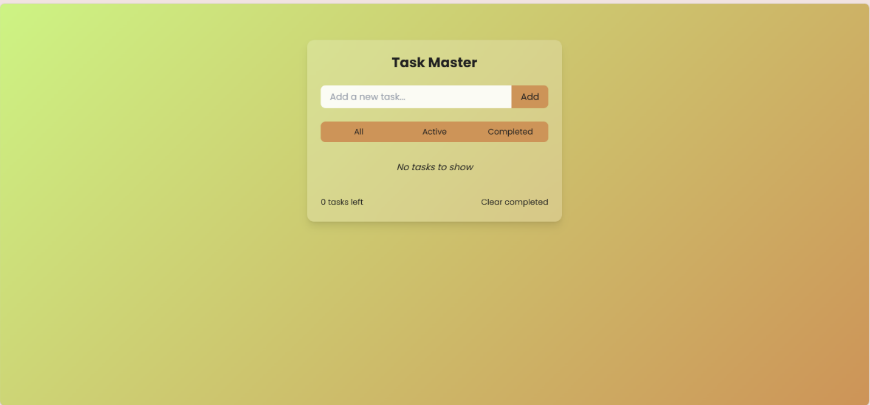 Task Master
Add a new task... Add
All Active Completed
No tasks to show
0 tasks left Clear completed